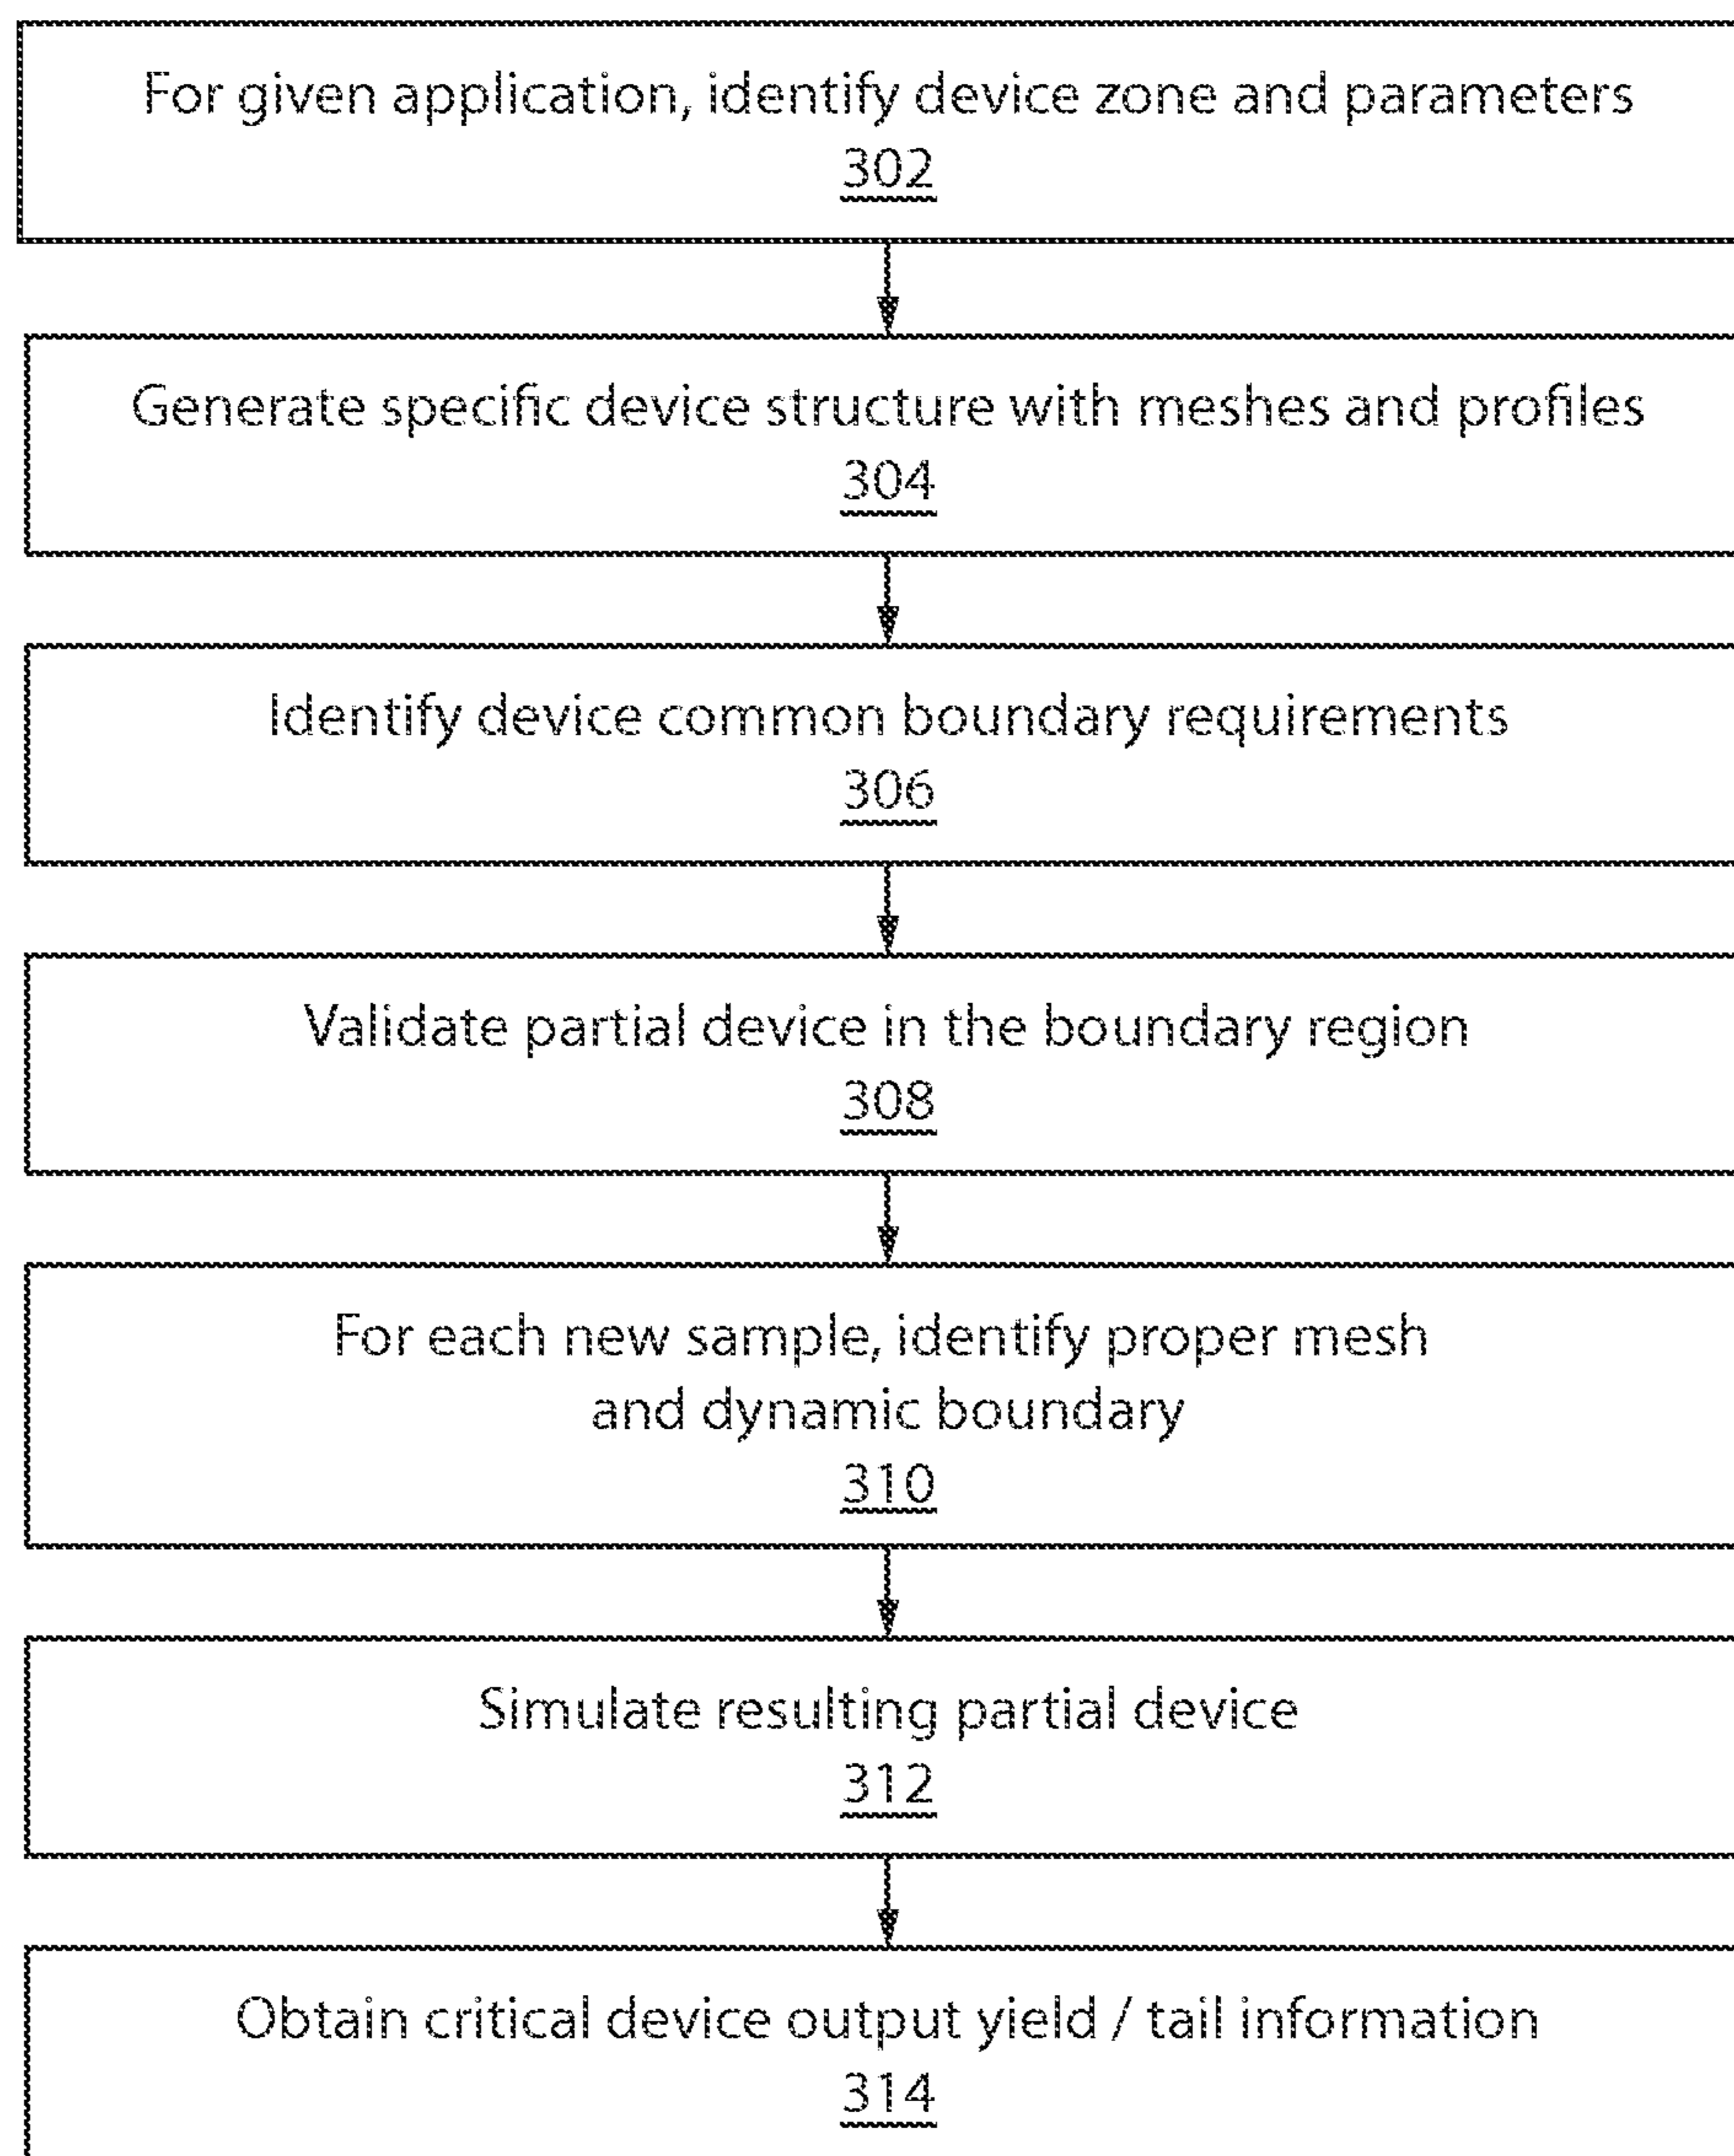 For given application, identify device zone and parameters
302
Generate specific device structure with meshes and profiles
304
Identify device common boundary requirements
306
Validate partial device in the boundary region
308
For each new sample, identify proper mesh
and dynamic boundary
310
Simulate resulting partial device
312
Obtain critical device output yield / tail information
314